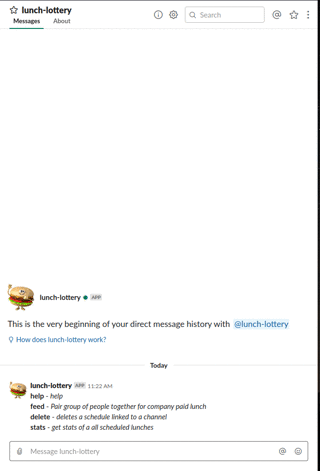 lunch-lottery
Messages About
Search
lunch-lottery APP
This is the very beginning of your direct message history with @lunch-lottery
How does lunch-lottery work?
Today
lunch-lottery APP 11:22 AM
help - help
feed - Pair group of people together for company paid lunch
delete - deletes a schedule linked to a channel
stats - get stats of all scheduled lunches
Message lunch-lottery